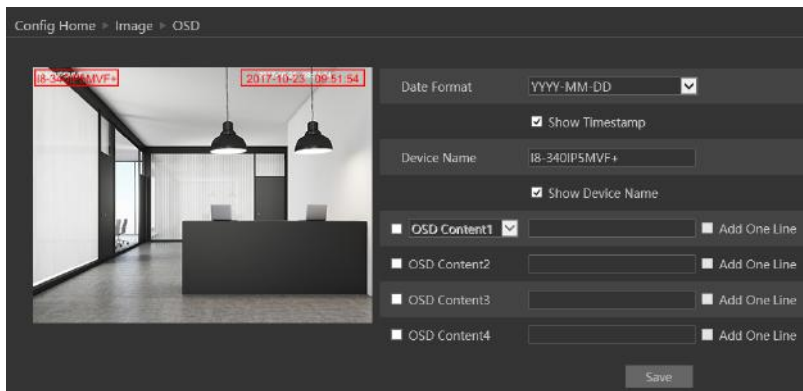 Config Home ▶ Image ▶ OSD
I8-340IP5MVF+ 2017-10-23 09:51:54
Date Format YYYY-MM-DD
Show Timestamp
Device Name I8-340IP5MVF+
Show Device Name
OSD Content1 Add One Line
OSD Content2 Add One Line
OSD Content3 Add One Line
OSD Content4 Add One Line
Save